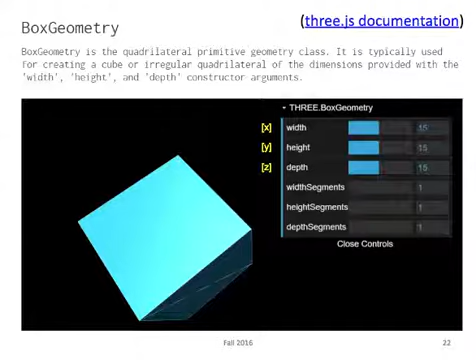 BoxGeometry
(three.js documentation)
BoxGeometry is the quadrilateral primitive geometry class. It is typically used
for creating a cube or irregular quadrilateral of the dimensions provided with the
'width', 'height', and 'depth' constructor arguments.
THREE.BoxGeometry
[x] width 15
[y] height 15
[z] depth 15
widthSegments 1
heightSegments 1
depthSegments 1
Close Controls
Fall 2016
22